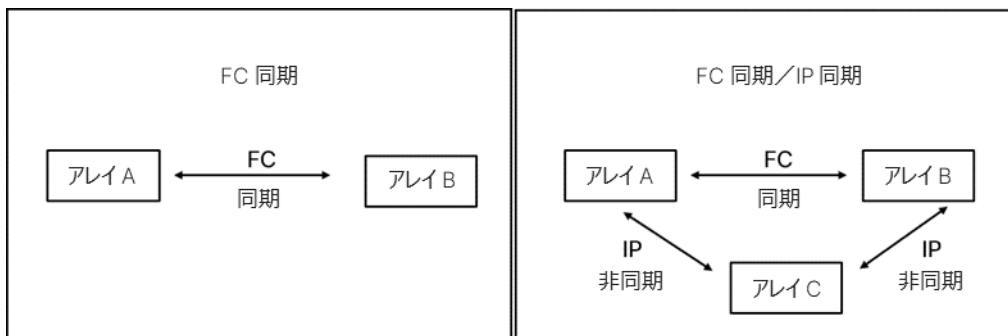 FC 同期
アレイ A
FC
同期
アレイ B
FC 同期／IP 同期
アレイ A
FC
同期
アレイ B
IP
非同期
アレイ C
IP
非同期